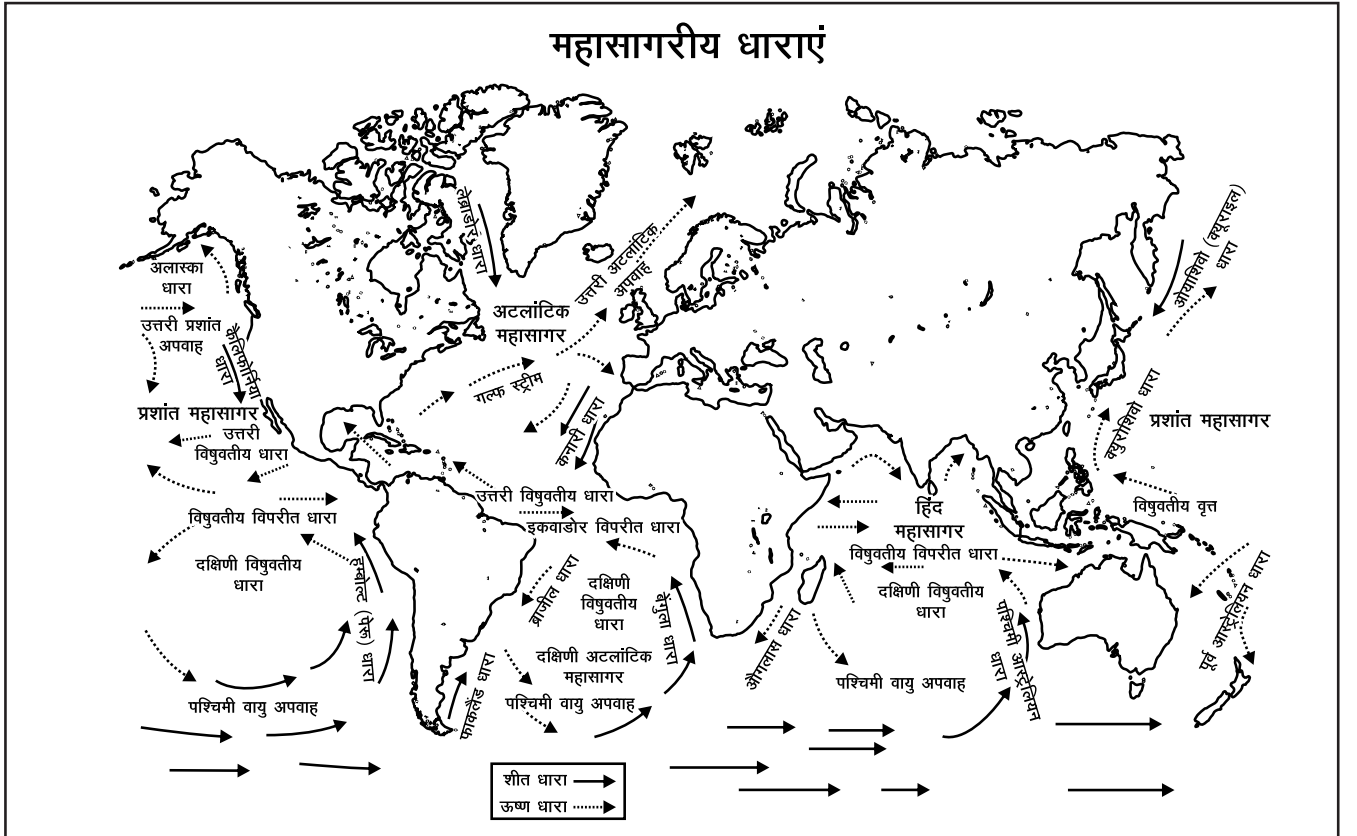 महासागरीय धाराएं
लैब्राडोर धारा
अलास्का
धारा
उत्तरी प्रशांत
अपवाह
कैलिफोर्निया
धारा
प्रशांत महासागर
उत्तरी
विषुवतीय धारा
विषुवतीय विपरीत धारा
दक्षिणी विषुवतीय
धारा
हम्बोल्ट (पेरू) धारा
पश्चिमी वायु अपवाह
अटलांटिक
महासागर
उत्तरी अटलांटिक
अपवाह
गल्फ स्ट्रीम
कनारी धारा
उत्तरी विषुवतीय धारा
इकवाडोर विपरीत धारा
ब्राजील धारा
दक्षिणी
विषुवतीय
धारा
बेंगुला धारा
दक्षिणी अटलांटिक
महासागर
पश्चिमी वायु अपवाह
फाकलैंड धारा
औगलास धारा
हिंद
महासागर
विषुवतीय विपरीत धारा
दक्षिणी विषुवतीय
धारा
पश्चिमी वायु अपवाह
पश्चिमी आस्ट्रेलियन
धारा
ओयाशिवो (क्यूराइल)
धारा
क्यूरोशिवो धारा
प्रशांत महासागर
विषुवतीय वृत्त
पूर्व आस्ट्रेलियन धारा
शीत धारा
ऊष्ण धारा